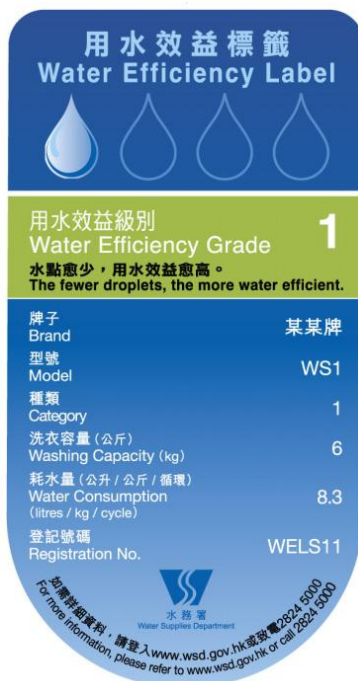 用水效益標籤
Water Efficiency Label
用水效益級別
Water Efficiency Grade 1
水點愈少，用水效益愈高。
The fewer droplets, the more water efficient.
牌子
Brand
某某牌
型號
Model
WS1
種類
Category
1
洗衣容量（公斤）
Washing Capacity (kg)
6
耗水量（公升 / 公斤 / 循環）
Water Consumption
(litres / kg / cycle)
8.3
登記號碼
Registration No.
WELS11
水務署
Water Supplies Department
如需詳細資料，請登入www.wsd.gov.hk或致電2824 5000
For more information, please refer to www.wsd.gov.hk or call 2824 5000